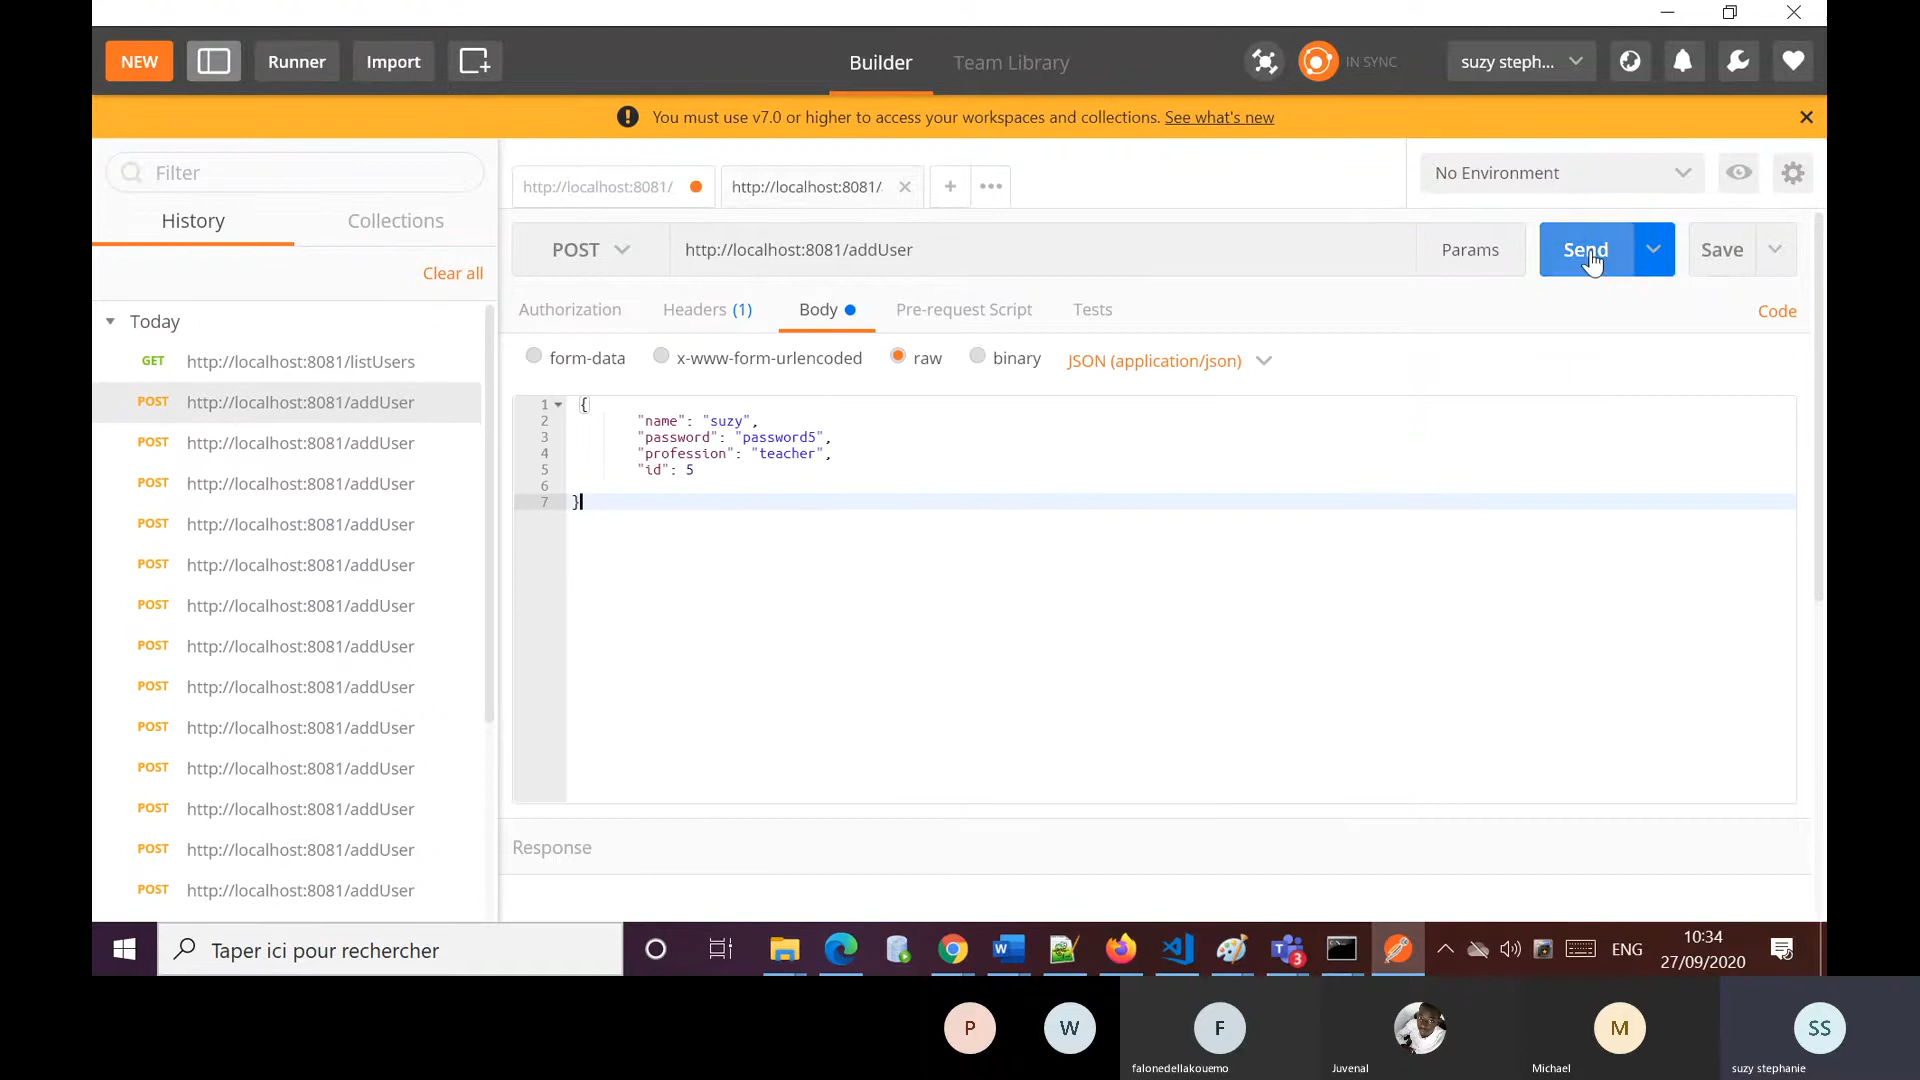 NEW
Runner
Import
Builder
Team Library
IN SYNC
suzy steph...
You must use v7.0 or higher to access your workspaces and collections. See what's new
Filter
History
Collections
Clear all
Today
GET http://localhost:8081/listUsers
POST http://localhost:8081/addUser
POST http://localhost:8081/addUser
POST http://localhost:8081/addUser
POST http://localhost:8081/addUser
POST http://localhost:8081/addUser
POST http://localhost:8081/addUser
POST http://localhost:8081/addUser
POST http://localhost:8081/addUser
POST http://localhost:8081/addUser
POST http://localhost:8081/addUser
POST http://localhost:8081/addUser
POST http://localhost:8081/addUser
POST http://localhost:8081/addUser
http://localhost:8081/
http://localhost:8081/
No Environment
POST
http://localhost:8081/addUser
Params
Send
Save
Authorization
Headers (1)
Body
Pre-request Script
Tests
Code
form-data
x-www-form-urlencoded
raw
binary
JSON (application/json)
1 {
2 "name": "suzy",
3 "password": "password5",
4 "profession": "teacher",
5 "id": 5
6
7 }
Response
Taper ici pour rechercher
3
ENG
10:34
27/09/2020
P
W
F
M
SS
falonedellakouemo
Juvenal
Michael
suzy stephanie